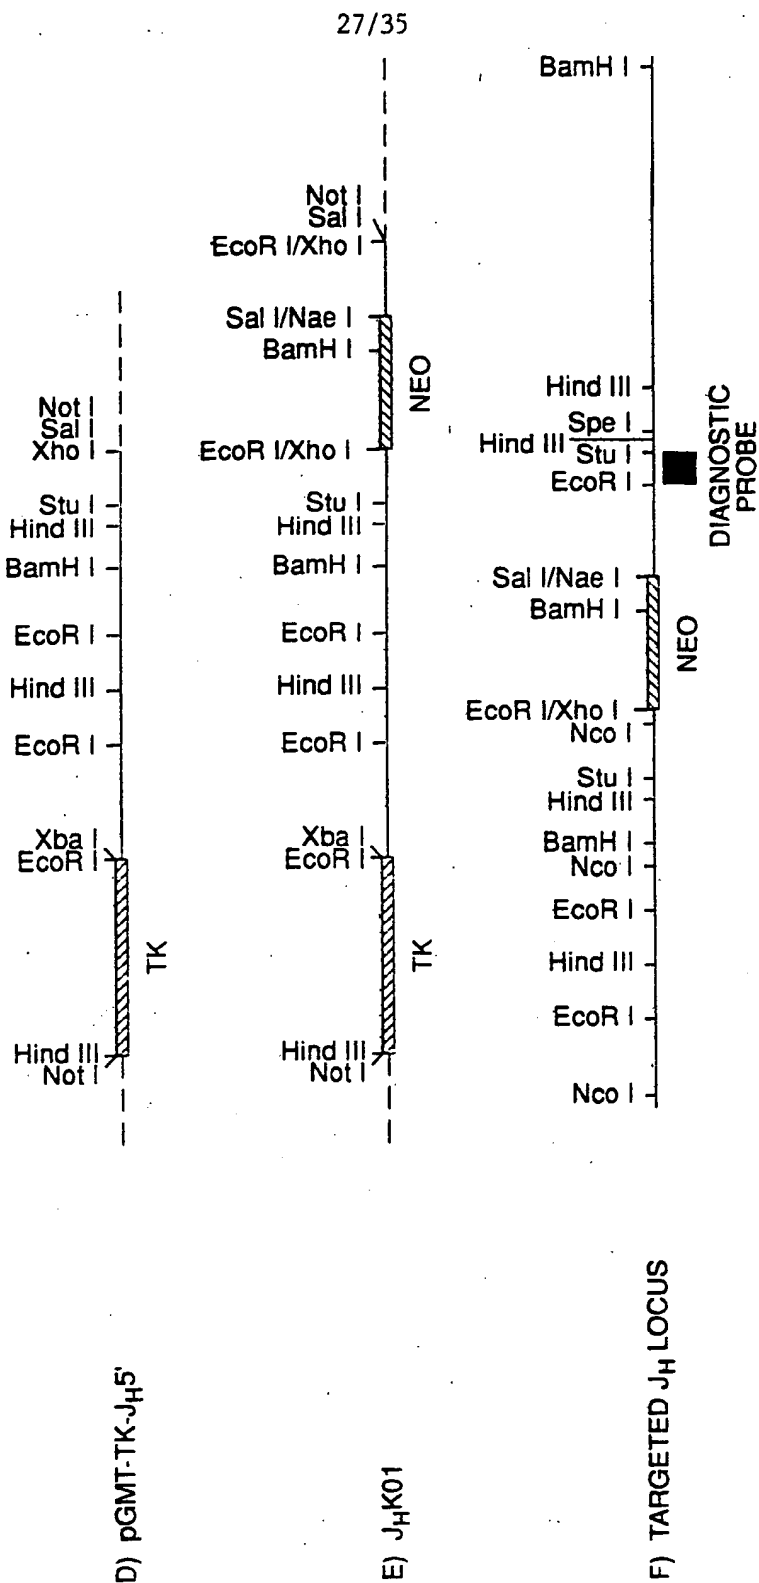 27/35
D) pGMT-TK-JH5'
Not I
Sal I
Xho I
Stu I
Hind III
BamH I
EcoR I
Hind III
EcoR I
Xba I
EcoR I
TK
Hind III
Not I
E) JHK01
Not I
Sal I
EcoR I/Xho I
Sal I/Nae I
BamH I
NEO
EcoR I/Xho I
Stu I
Hind III
BamH I
EcoR I
Hind III
EcoR I
Xba I
EcoR I
TK
Hind III
Not I
F) TARGETED JH LOCUS
BamH I
Hind III
Spe I
Hind III
Stu I
EcoR I
DIAGNOSTIC
PROBE
Sal I/Nae I
BamH I
NEO
EcoR I/Xho I
Nco I
Stu I
Hind III
BamH I
Nco I
EcoR I
Hind III
EcoR I
Nco I